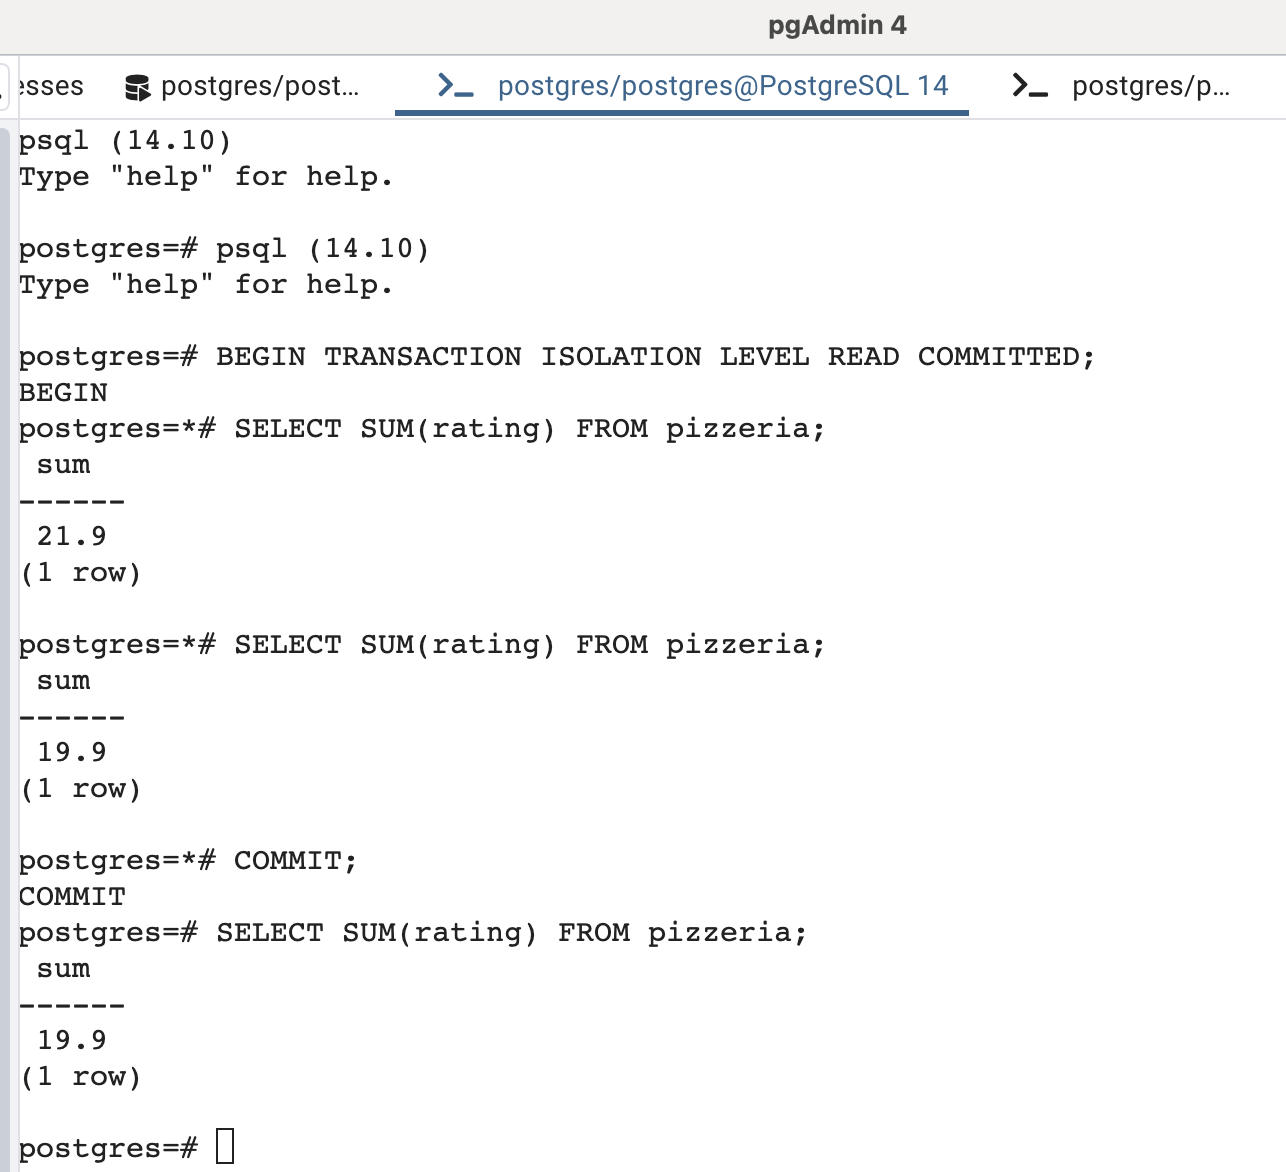 pgAdmin 4
esses postgres/post... >_ postgres/postgres@PostgreSQL 14 >_ postgres/p...
psql (14.10)
Type "help" for help.
postgres=# psql (14.10)
Type "help" for help.
postgres=# BEGIN TRANSACTION ISOLATION LEVEL READ COMMITTED;
BEGIN
postgres=*# SELECT SUM(rating) FROM pizzeria;
sum
------
21.9
(1 row)
postgres=*# SELECT SUM(rating) FROM pizzeria;
sum
------
19.9
(1 row)
postgres=*# COMMIT;
COMMIT
postgres=# SELECT SUM(rating) FROM pizzeria;
sum
------
19.9
(1 row)
postgres=#